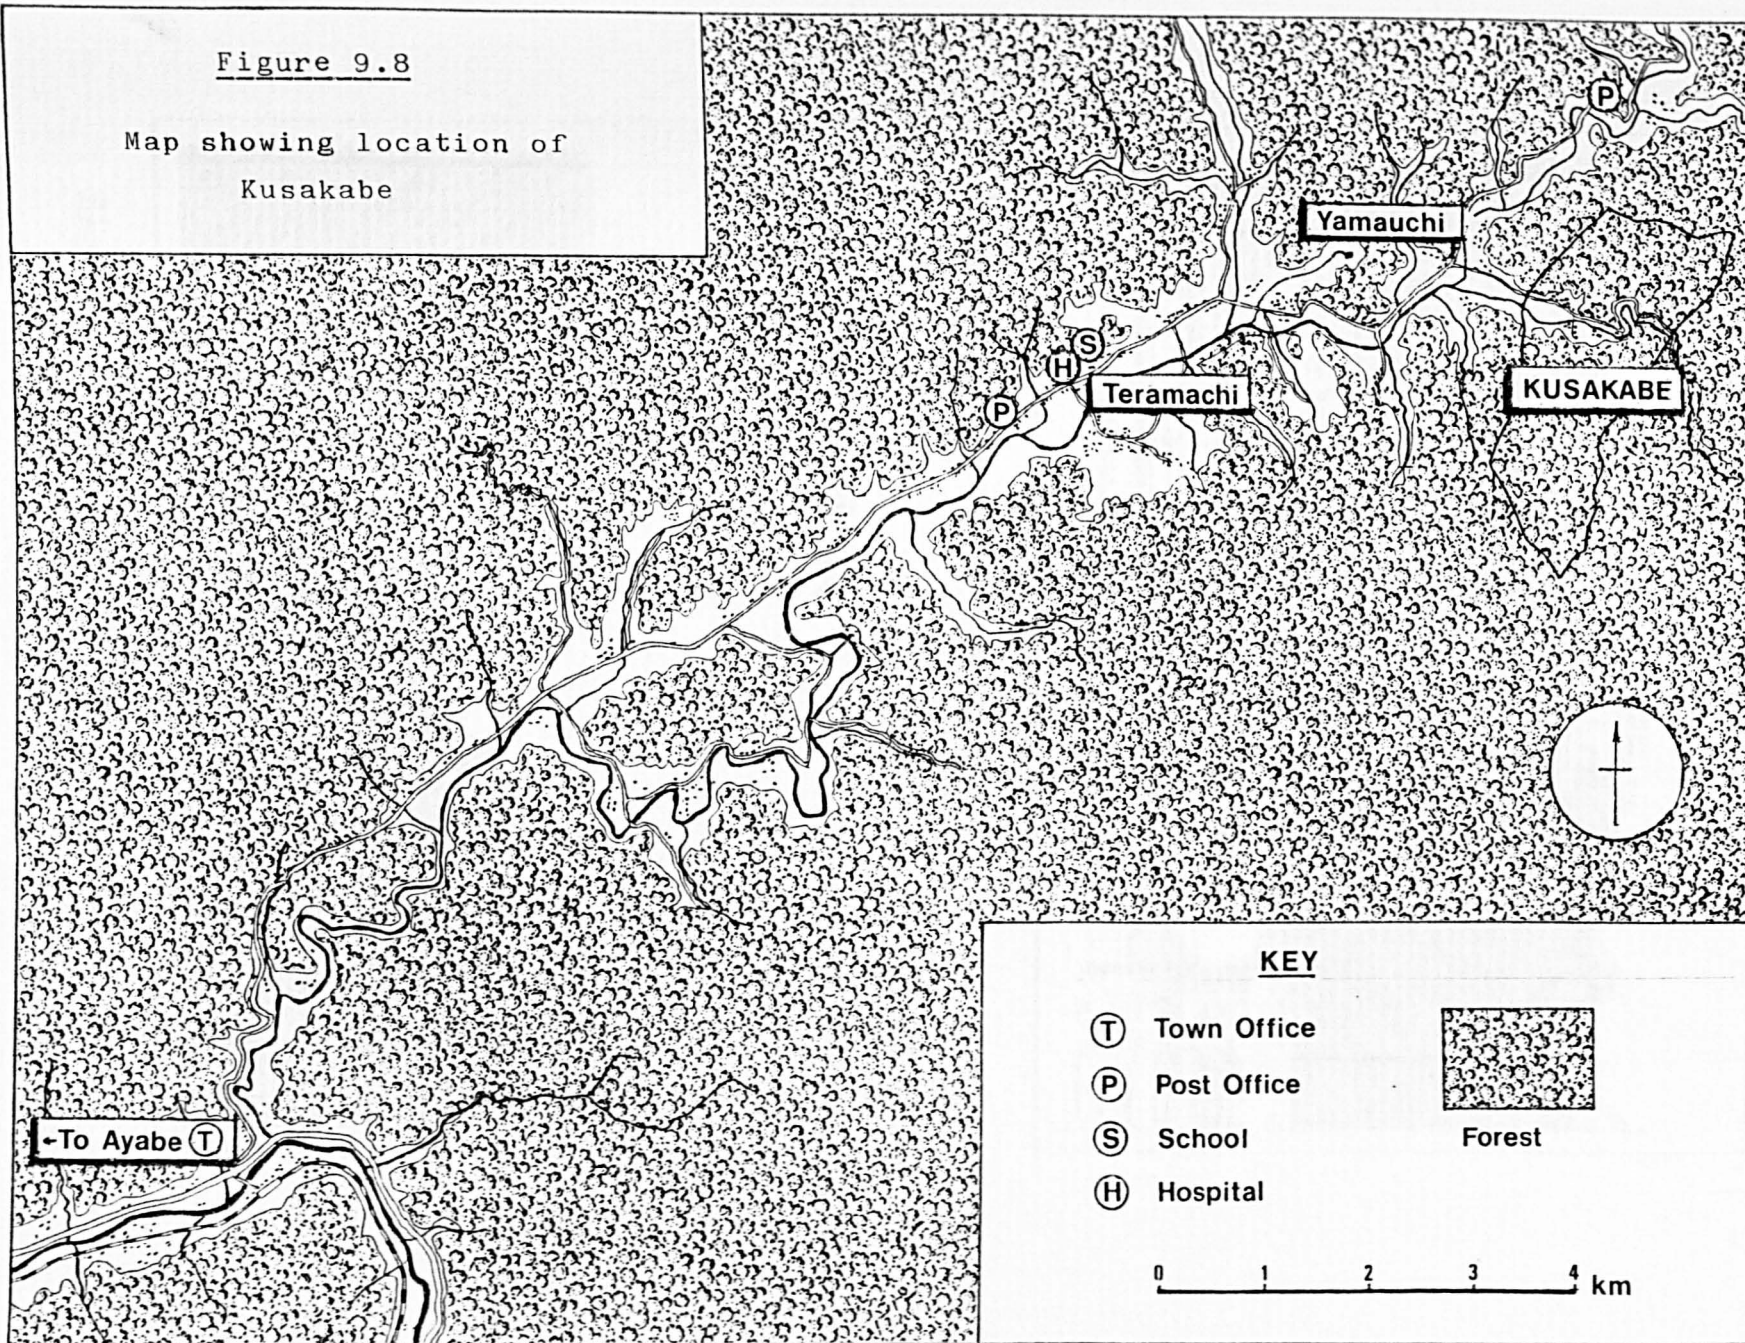 Figure 9.8
Map showing location of
Kusakabe
P
Yamauchi
S
H
KUSAKABE
Teramachi
P
←To Ayabe T
KEY
T Town Office
P Post Office
S School
H Hospital
Forest
0 1 2 3 4 km